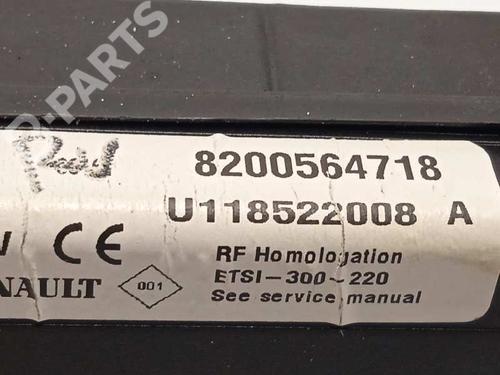 B-PARTS
8200564718
U118522008 A
CE
RF Homologation
NAULT 001 ETSI-300-220
See service manual